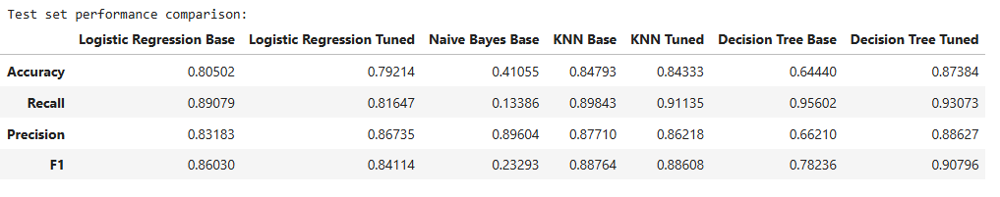 Test set performance comparison:
Logistic Regression Base Logistic Regression Tuned Naive Bayes Base KNN Base KNN Tuned Decision Tree Base Decision Tree Tuned
Accuracy 0.80502 0.79214 0.41055 0.84793 0.84333 0.64440 0.87384
Recall 0.89079 0.81647 0.13386 0.89843 0.91135 0.95602 0.93073
Precision 0.83183 0.86735 0.89604 0.87710 0.86218 0.66210 0.88627
F1 0.86030 0.84114 0.23293 0.88764 0.88608 0.78236 0.90796